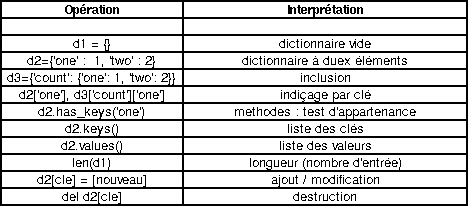 Opération Interprétation
d1 = {} dictionnaire vide
d2={'one' : 1, 'two' : 2} dictionnaire à duex éléments
d3={'count': {'one': 1, 'two': 2}} inclusion
d2['one'], d3['count']['one'] indiçage par clé
d2.has_keys('one') methodes : test d'appartenance
d2.keys() liste des clés
d2.values() liste des valeurs
len(d1) longueur (nombre d'entrée)
d2[cle] = [nouveau] ajout / modification
del d2[cle] destruction